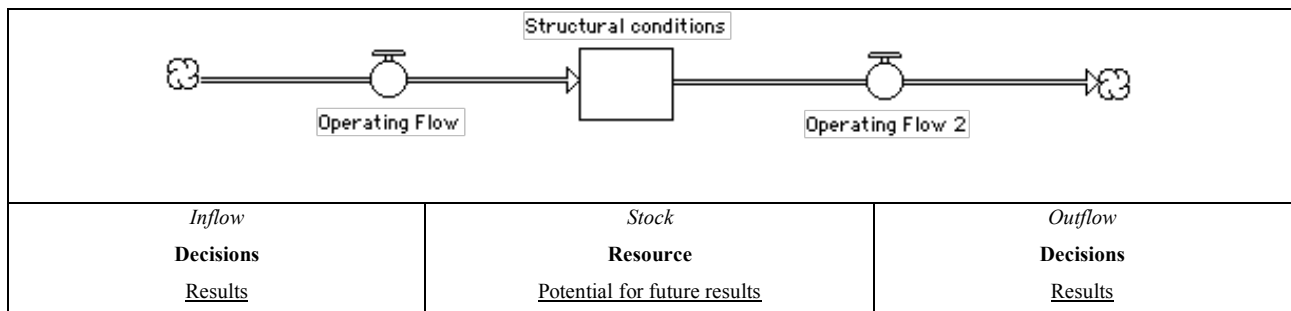 Structural conditions
Operating Flow
Operating Flow 2
Inflow
Stock
Outflow
Decisions
Resource
Decisions
Results
Potential for future results
Results